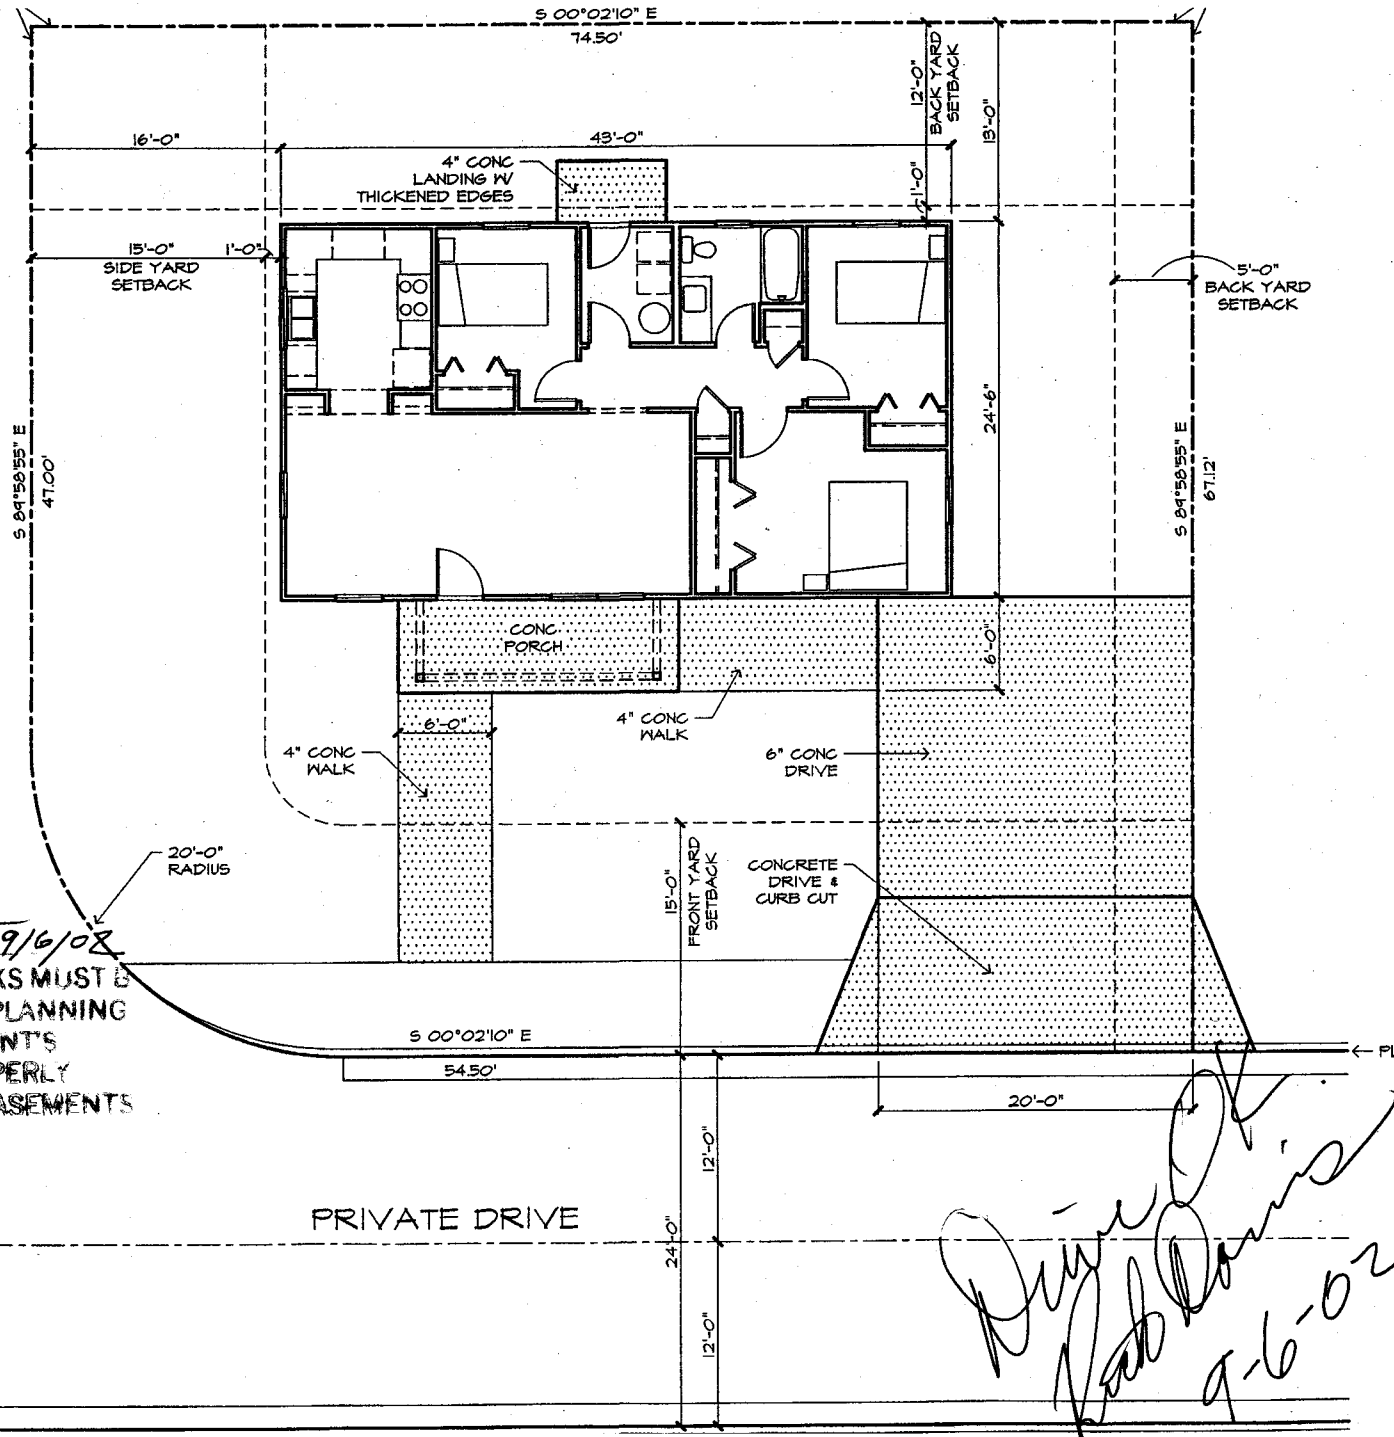 S 00°02'10" E
74.50'
12'-0"
BACK YARD
SETBACK
13'-0"
16'-0"
43'-0"
4" CONC
LANDING W/
THICKENED EDGES
1'-0"
15'-0"
SIDE YARD
SETBACK
1'-0"
5'-0"
BACK YARD
SETBACK
24'-6"
S 89°58'55" E
47.00'
S 89°58'55" E
67.12'
CONC
PORCH
6'-0"
6'-0"
4" CONC
WALK
4" CONC
WALK
6" CONC
DRIVE
20'-0"
RADIUS
15'-0"
FRONT YARD
SETBACK
CONCRETE
DRIVE &
CURB CUT
9/6/02
KS MUST B
PLANNING
NT'S
PERLY
ASEMENTS
S 00°02'10" E
54.50'
PL
20'-0"
12'-0"
PRIVATE DRIVE
24'-0"
12'-0"
Drive OK
9-6-02